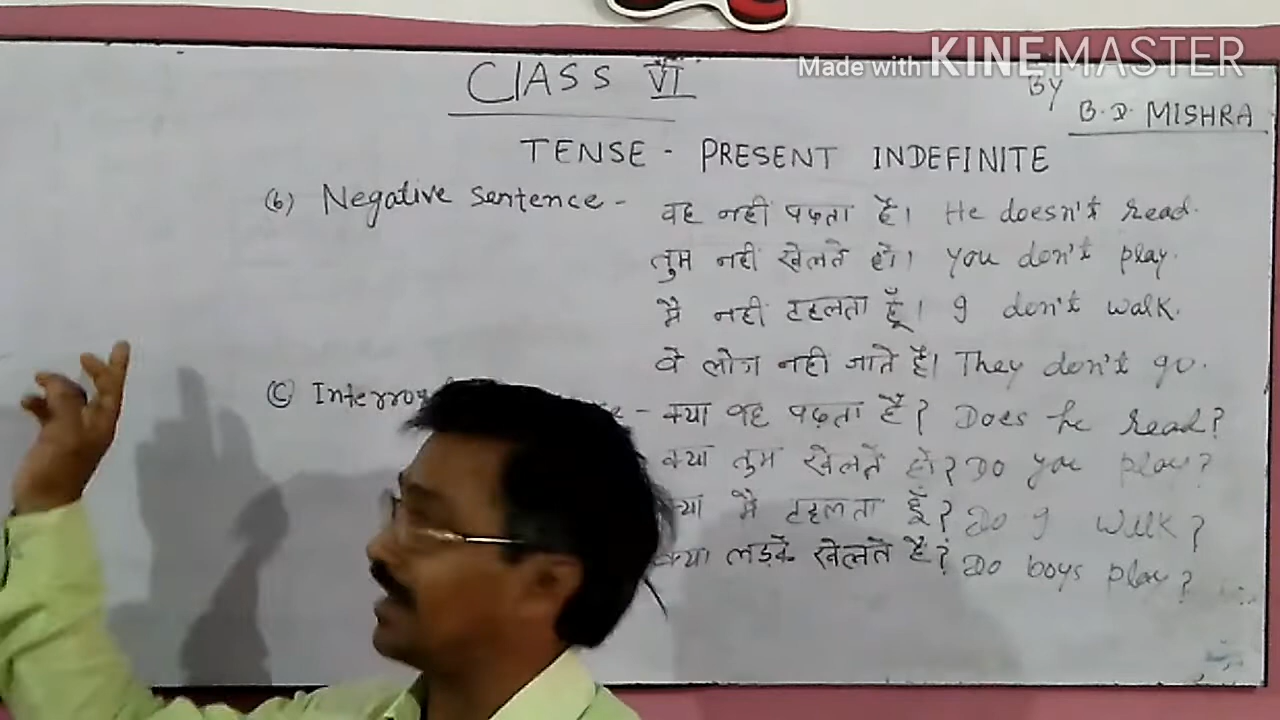 Made with KINEMASTER
CLASS VI
BY
B.D. MISHRA
TENSE - PRESENT INDEFINITE
(b) Negative Sentence - वह नहीं पढ़ता है। He doesn't read.
तुम नहीं खेलते हो। You don't play.
मै नहीं टहलता हूँ। I don't walk.
वे लोग नही जाते है। They don't go.
(C) - क्या वह पढ़ता है? Does he read?
क्या तुम खेलते हो? Do you play?
मै टहलता हूँ? Do I walk?
क्या लड़के खेलते है? Do boys play?